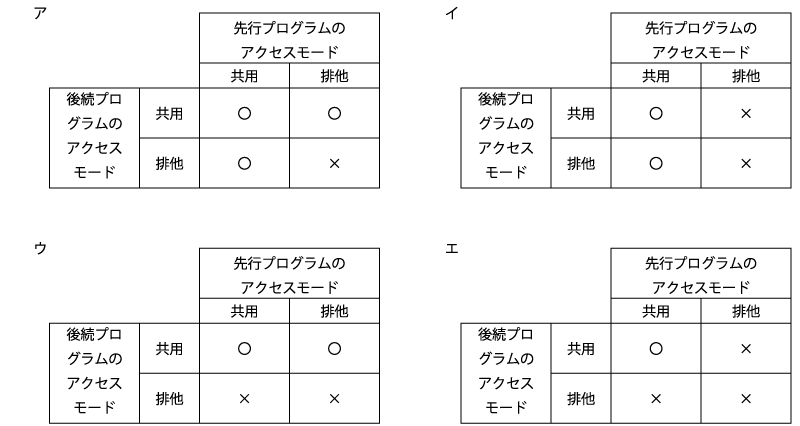 ア
先行プログラムの
アクセスモード
共用 排他
後続プロ
グラムの
アクセス
モード
共用 ○ ○
排他 ○ ×
イ
先行プログラムの
アクセスモード
共用 排他
後続プロ
グラムの
アクセス
モード
共用 ○ ×
排他 ○ ×
ウ
先行プログラムの
アクセスモード
共用 排他
後続プロ
グラムの
アクセス
モード
共用 ○ ○
排他 × ×
エ
先行プログラムの
アクセスモード
共用 排他
後続プロ
グラムの
アクセス
モード
共用 ○ ×
排他 × ×